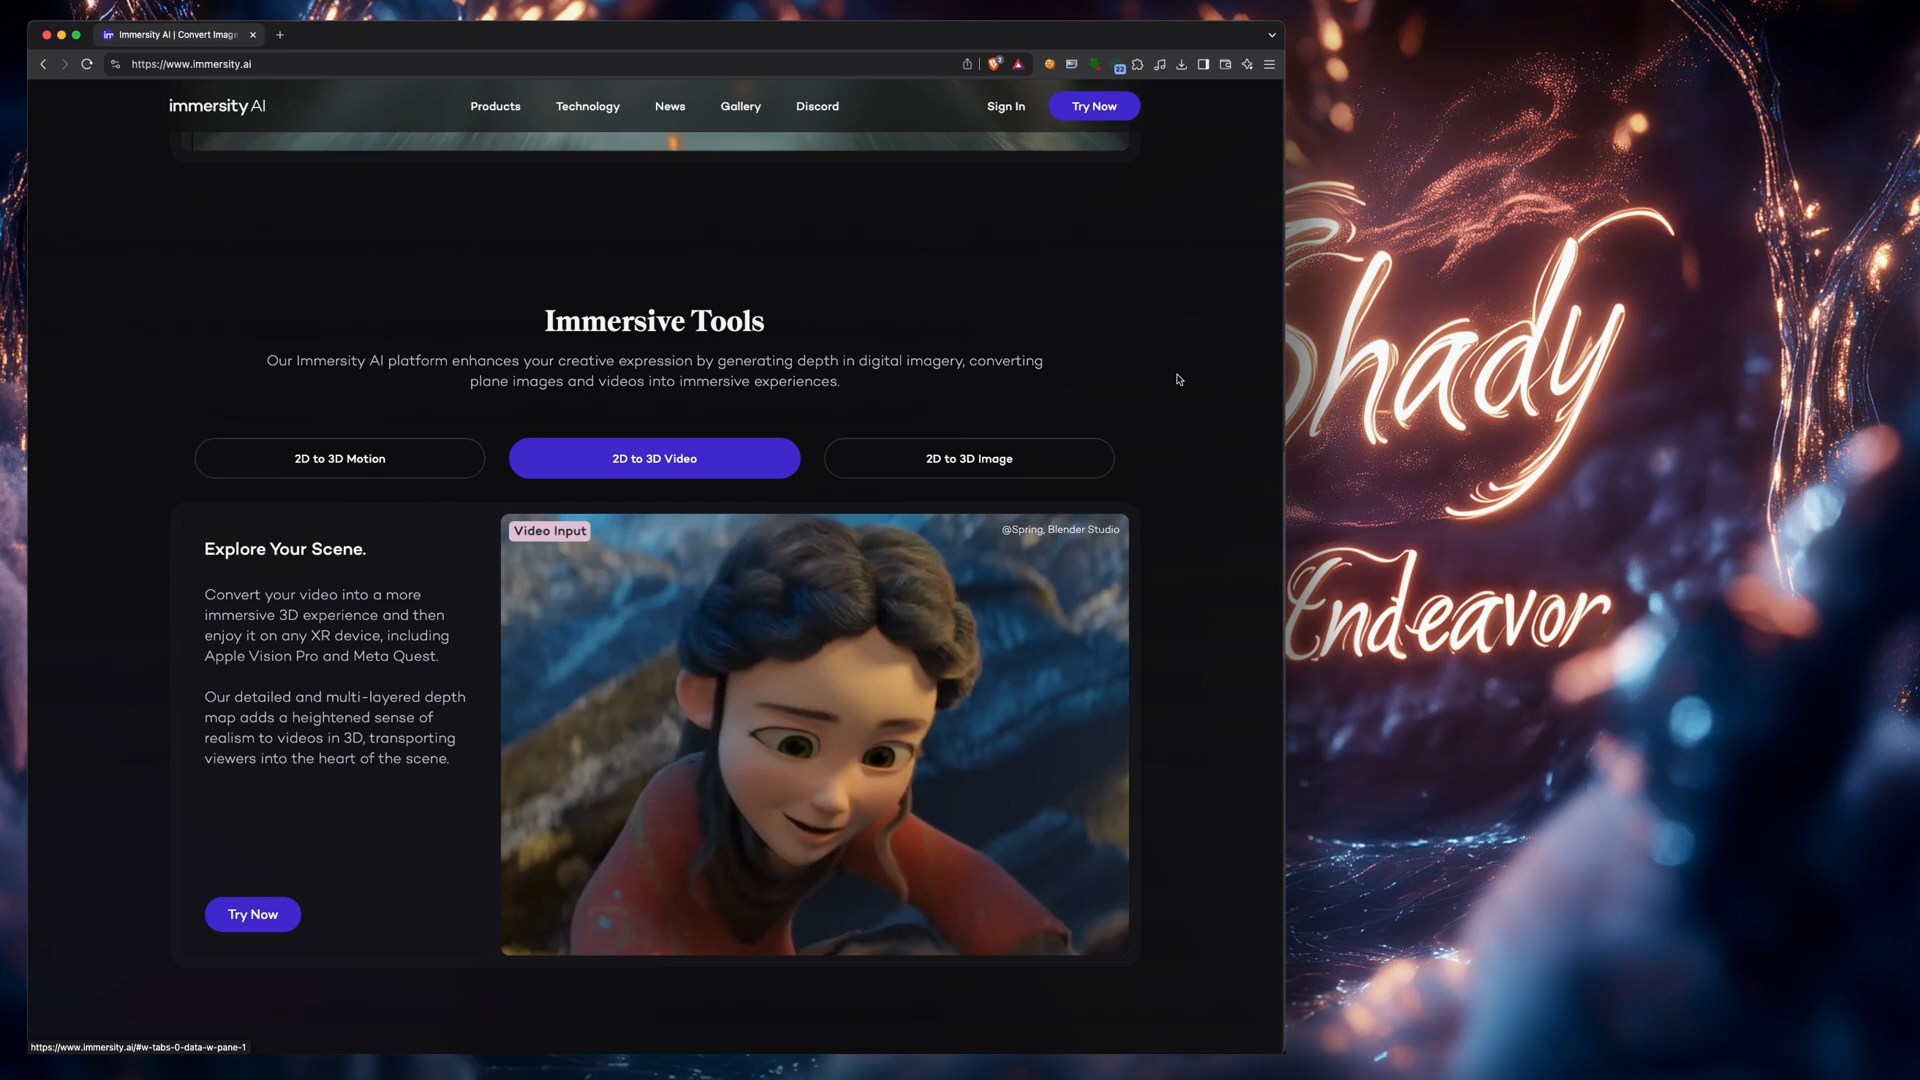 Immersity AI | Convert Image
https://www.immersity.ai
2
22
immersity AI
Products
Technology
News
Gallery
Discord
Sign In
Try Now
Immersive Tools
Our Immersity AI platform enhances your creative expression by generating depth in digital imagery, converting
plane images and videos into immersive experiences.
2D to 3D Motion
2D to 3D Video
2D to 3D Image
Explore Your Scene.
Convert your video into a more
immersive 3D experience and then
enjoy it on any XR device, including
Apple Vision Pro and Meta Quest.
Our detailed and multi-layered depth
map adds a heightened sense of
realism to videos in 3D, transporting
viewers into the heart of the scene.
Try Now
Video Input
@Spring, Blender Studio
https://www.immersity.ai/#w-tabs-0-data-w-pane-1
Shady
Endeavor